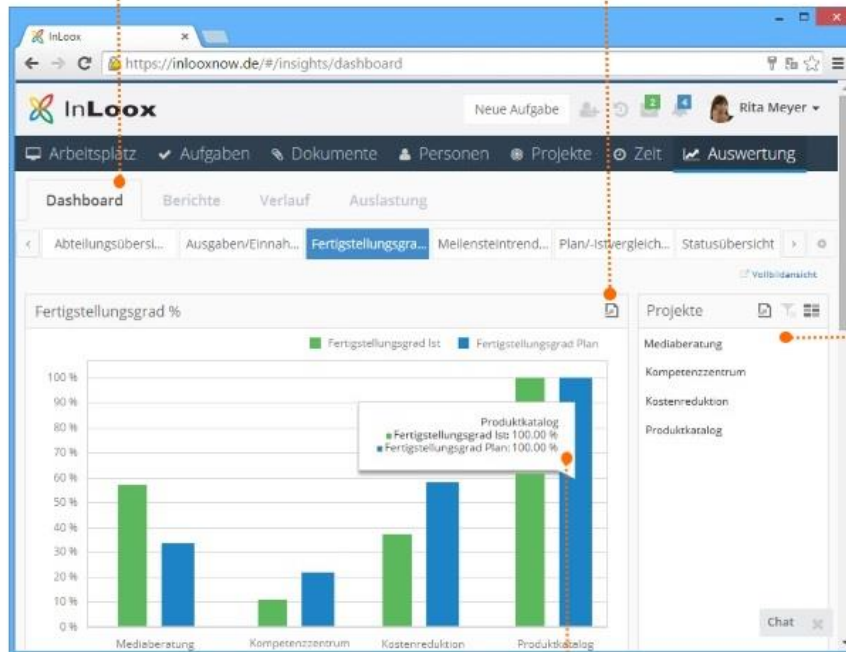 InLoox
https://inlooxnow.de/#/insights/dashboard
InLoox
Neue Aufgabe
2
4
Rita Meyer
Arbeitsplatz Aufgaben Dokumente Personen Projekte Zeit Auswertung
Dashboard Berichte Verlauf Auslastung
Abteilungsübersi... Ausgaben/Einnah... Fertigstellungsgra... Meilensteintrend... Plan/-Istvergleich... Statusübersicht
Vollbildansicht
Fertigstellungsgrad %
Projekte
Fertigstellungsgrad Ist Fertigstellungsgrad Plan
Mediaberatung
Kompetenzzentrum
Kostenreduktion
Produktkatalog
100 %
90 %
80 %
70 %
60 %
50 %
40 %
30 %
20 %
10 %
0 %
Produktkatalog
Fertigstellungsgrad Ist: 100.00 %
Fertigstellungsgrad Plan: 100.00 %
Mediaberatung Kompetenzzentrum Kostenreduktion Produktkatalog
Chat